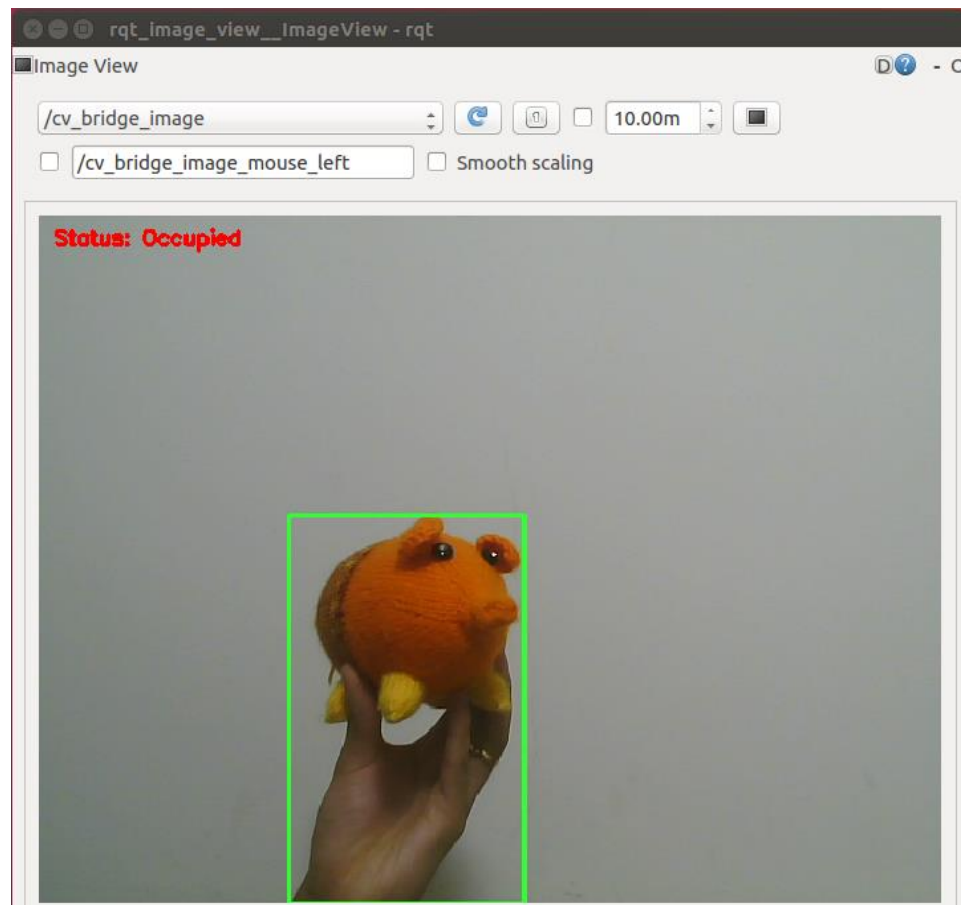 rqt_image_view__ImageView - rqt
Image View
D ? - O
/cv_bridge_image
10.00m
/cv_bridge_image_mouse_left
Smooth scaling
Status: Occupied